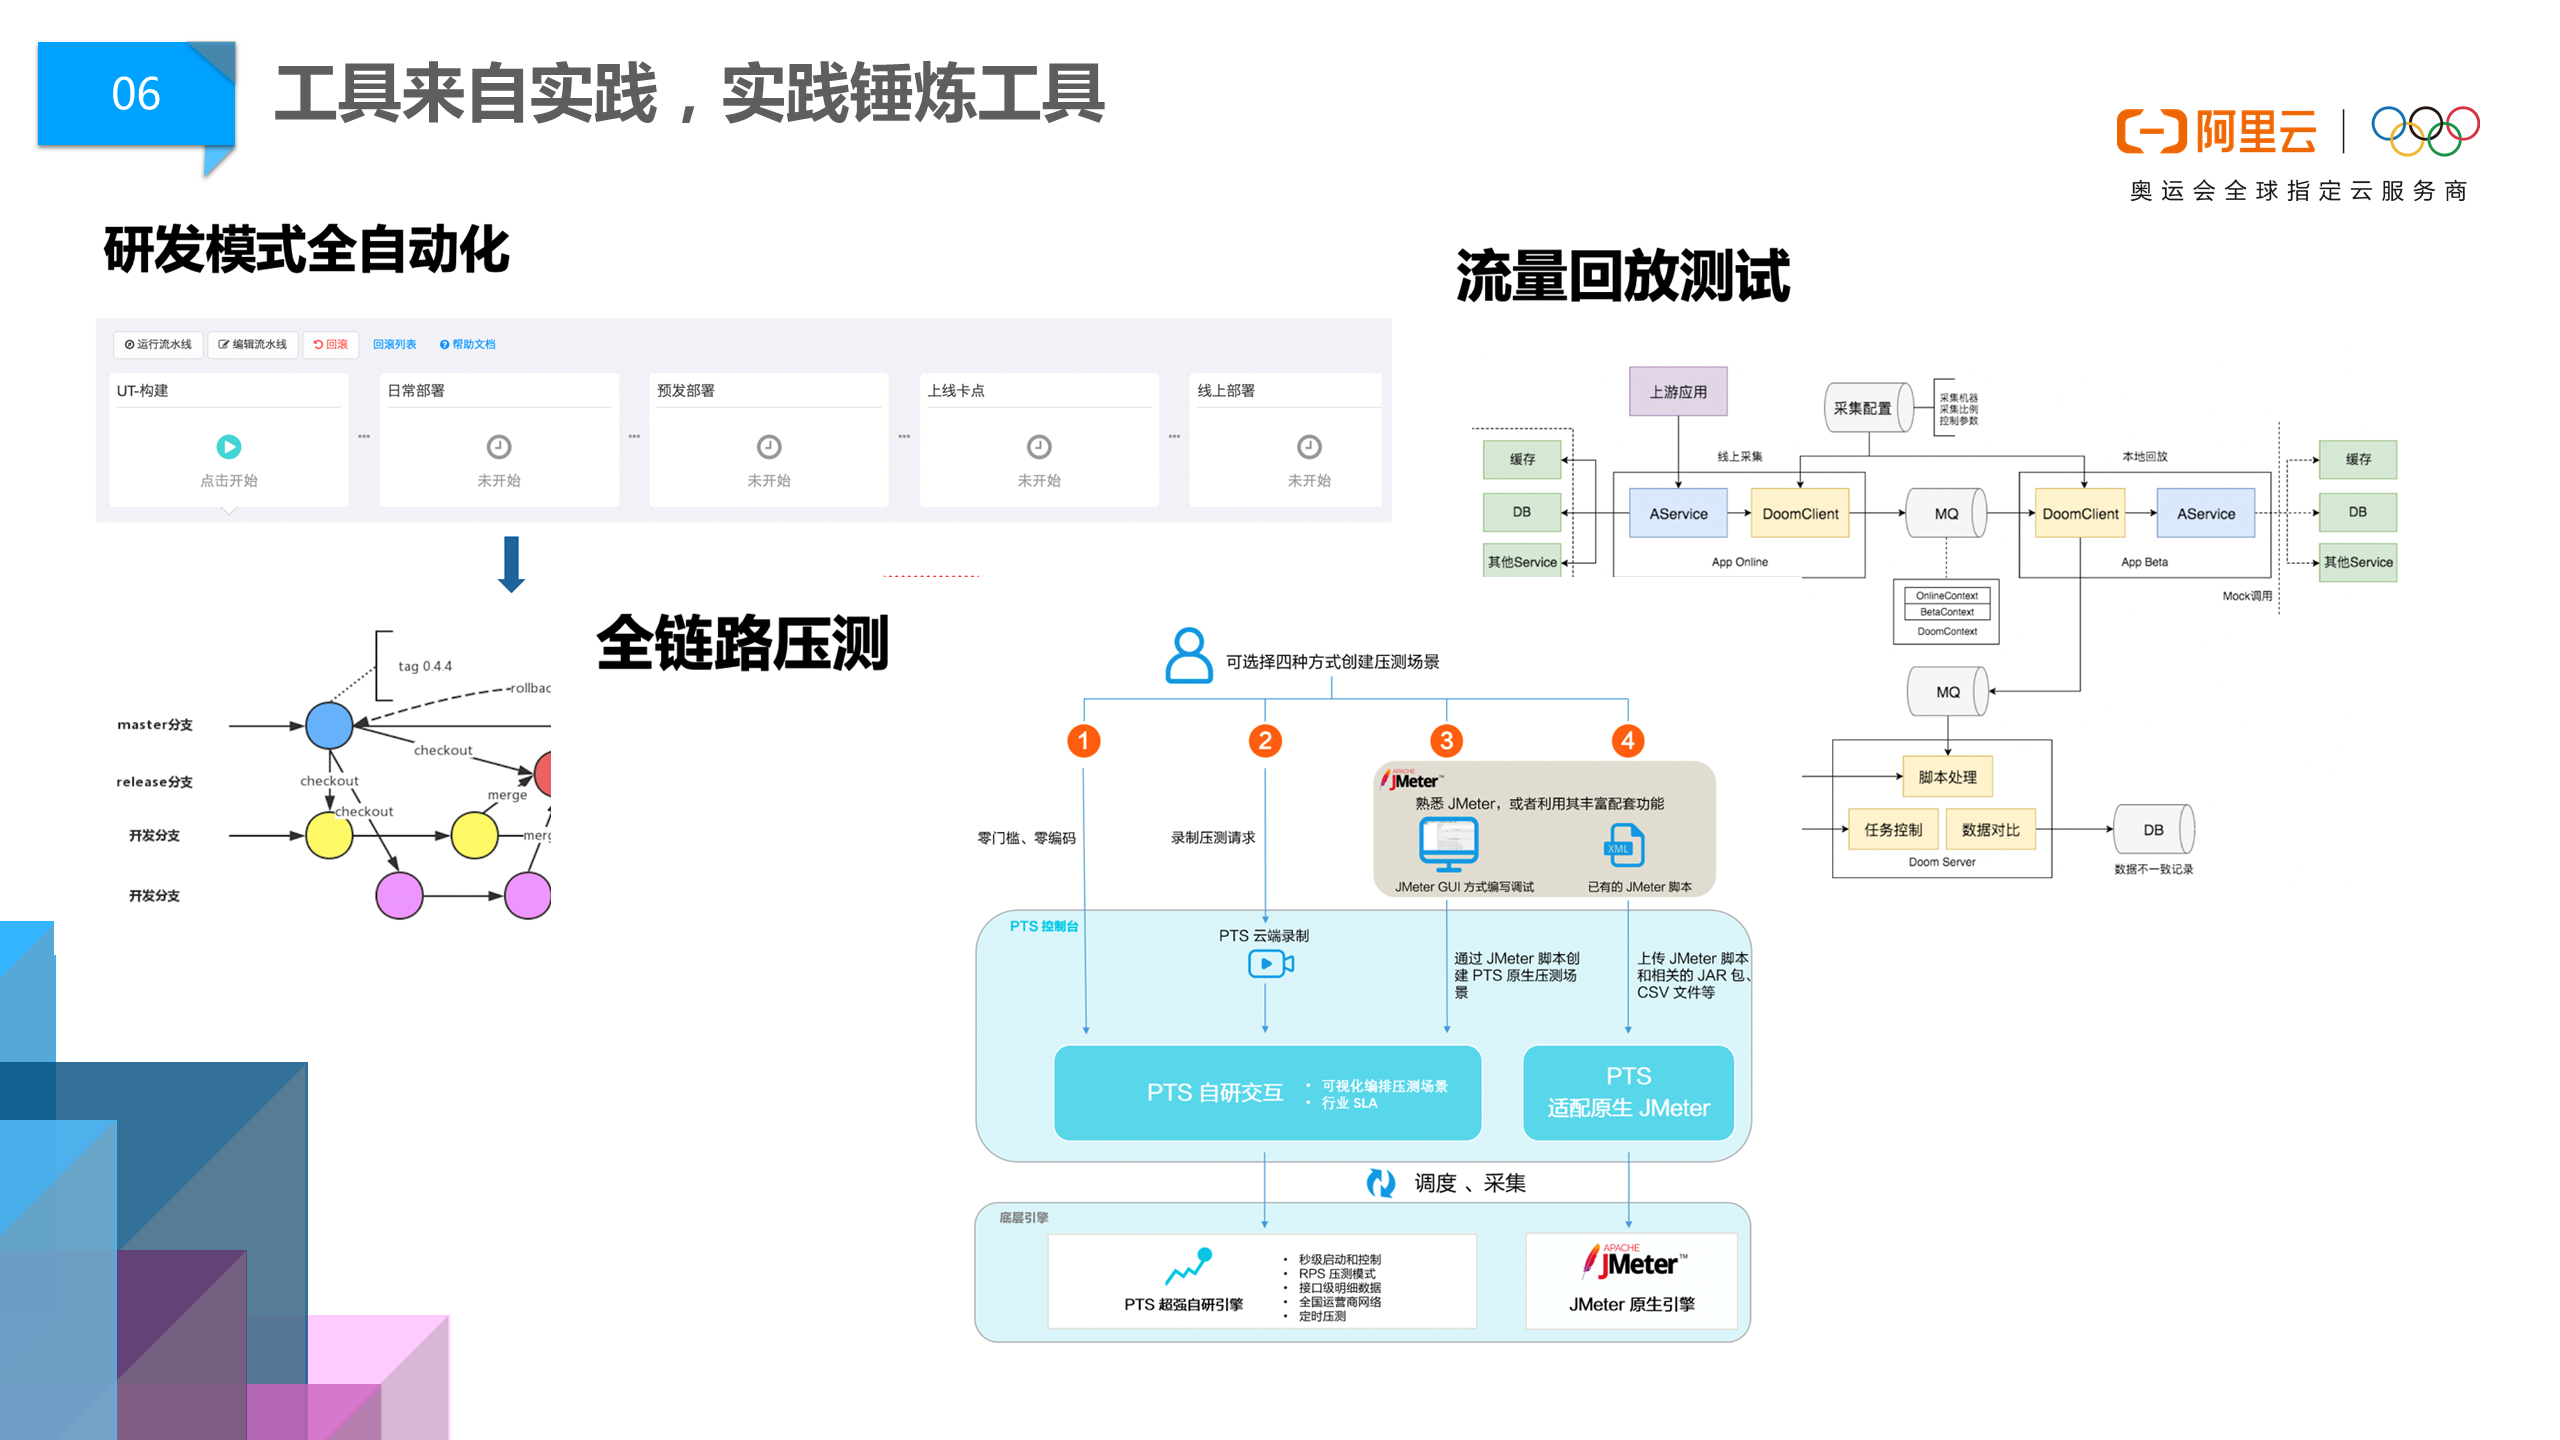 06
工具来自实践，实践锤炼工具
阿里云
奥运会全球指定云服务商
研发模式全自动化
运行流水线
编辑流水线
回滚
回滚列表
帮助文档
UT-构建
点击开始
日常部署
未开始
预发部署
未开始
上线卡点
未开始
线上部署
未开始
tag 0.4.4
master分支
checkout
release分支
checkout
checkout
merge
开发分支
开发分支
流量回放测试
上游应用
采集配置
采集机器
采集比例
控制参数
线上采集
本地回放
缓存
DB
其他Service
AService
DoomClient
App Online
MQ
DoomClient
AService
App Beta
缓存
DB
其他Service
Mock调用
OnlineContext
BetaContext
DoomContext
MQ
脚本处理
任务控制
数据对比
Doom Server
DB
数据不一致记录
全链路压测
可选择四种方式创建压测场景
1
2
3
4
零门槛、零编码
录制压测请求
APACHE
JMeter™
熟悉 JMeter，或者利用其丰富配套功能
XML
JMeter GUI 方式编写调试
已有的 JMeter 脚本
PTS 控制台
PTS 云端录制
通过 JMeter 脚本创
建 PTS 原生压测场
景
上传 JMeter 脚本
和相关的 JAR 包、
CSV 文件等
PTS 自研交互
• 可视化编排压测场景
• 行业 SLA
PTS
适配原生 JMeter
调度 、采集
底层引擎
PTS 超强自研引擎
• 秒级启动和控制
• RPS 压测模式
• 接口级明细数据
• 全国运营商网络
• 定时压测
APACHE
JMeter™
JMeter 原生引擎